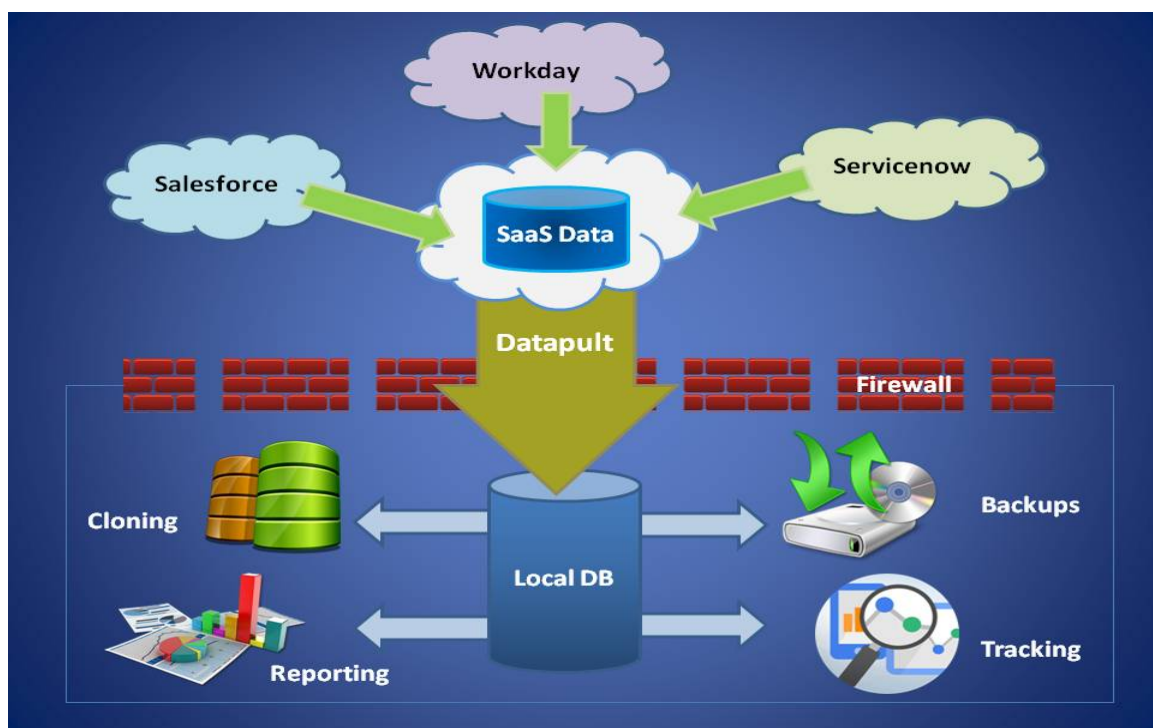 Workday
Salesforce
Servicenow
SaaS Data
Datapult
Firewall
Cloning
Backups
Local DB
Reporting
Tracking